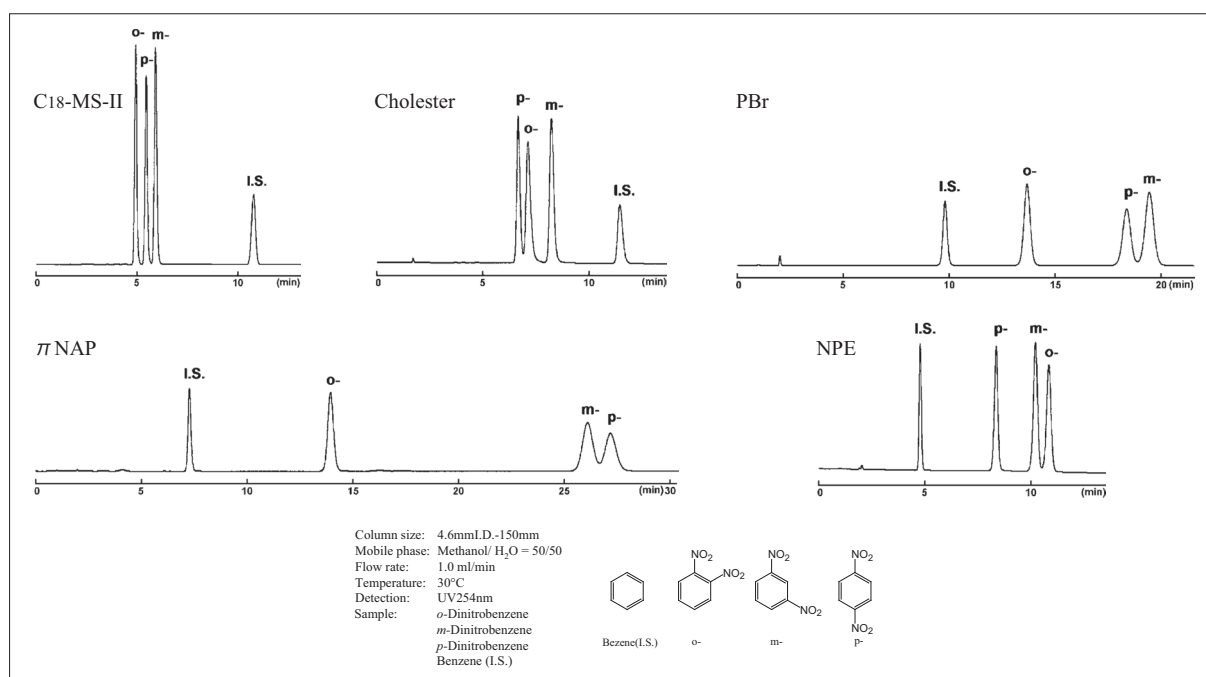 C18-MS-II
o-
p-
m-
I.S.
0 5 10 (min)
Cholester
p-
o-
m-
I.S.
0 5 10 (min)
PBr
I.S.
o-
p-
m-
0 5 10 15 20 (min)
π NAP
I.S.
o-
m-
p-
0 5 10 15 20 25 (min) 30
NPE
I.S.
p-
m-
o-
0 5 10 (min)
Column size: 4.6mmI.D.-150mm
Mobile phase: Methanol/ H2O = 50/50
Flow rate: 1.0 ml/min
Temperature: 30°C
Detection: UV254nm
Sample: o-Dinitrobenzene
m-Dinitrobenzene
p-Dinitrobenzene
Benzene (I.S.)
Bezene(I.S.)
NO2
NO2
o-
NO2
NO2
m-
NO2
NO2
p-